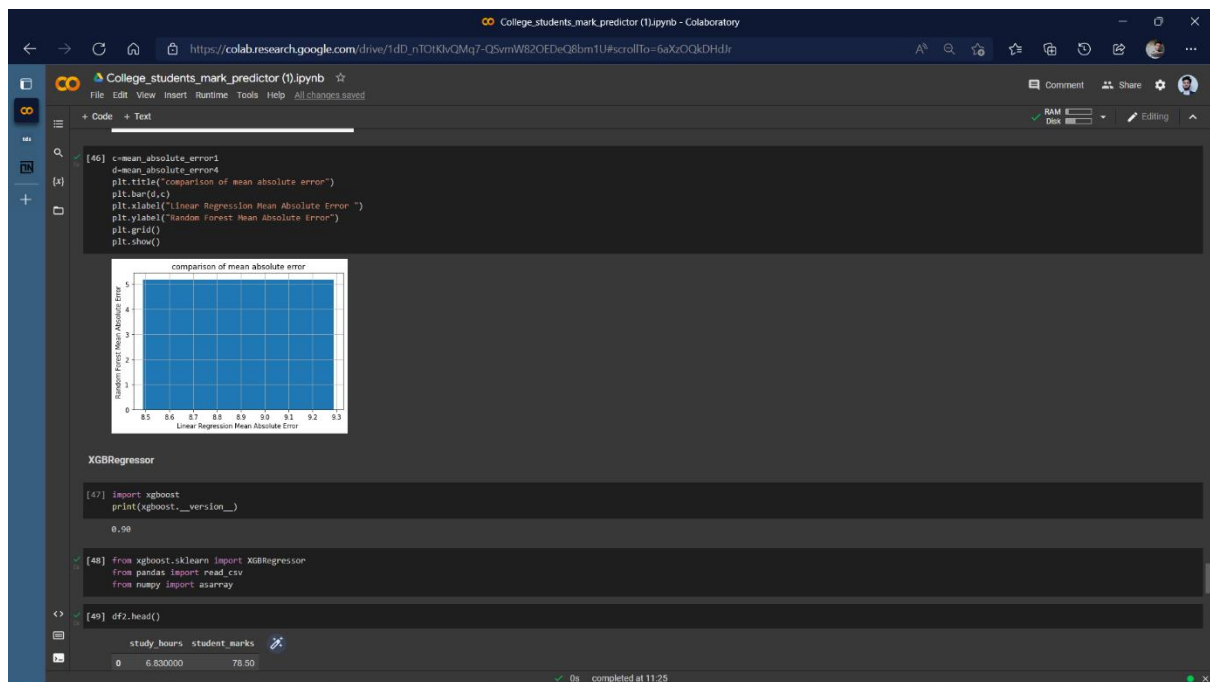 College_students_mark_predictor (1).ipynb - Colaboratory
https://colab.research.google.com/drive/1dD_nTOtKIvQMq7-QSvmW82OEDeQ8bm1U#scrollTo=6aXzOQkDHdJr
College_students_mark_predictor (1).ipynb
File Edit View Insert Runtime Tools Help All changes saved
Comment
Share
+ Code + Text
RAM
Disk
Editing
[46] c=mean_absolute_error1
d=mean_absolute_error4
plt.title("comparison of mean absolute error")
plt.bar(d,c)
plt.xlabel("Linear Regression Mean Absolute Error ")
plt.ylabel("Random Forest Mean Absolute Error")
plt.grid()
plt.show()
comparison of mean absolute error
Random Forest Mean Absolute Error
5
4
3
2
1
0
8.5 8.6 8.7 8.8 8.9 9.0 9.1 9.2 9.3
Linear Regression Mean Absolute Error
XGBRegressor
[47] import xgboost
print(xgboost.__version__)
0.90
[48] from xgboost.sklearn import XGBRegressor
from pandas import read_csv
from numpy import asarray
[49] df2.head()
study_hours student_marks
0 6.830000 78.50
0s completed at 11:25